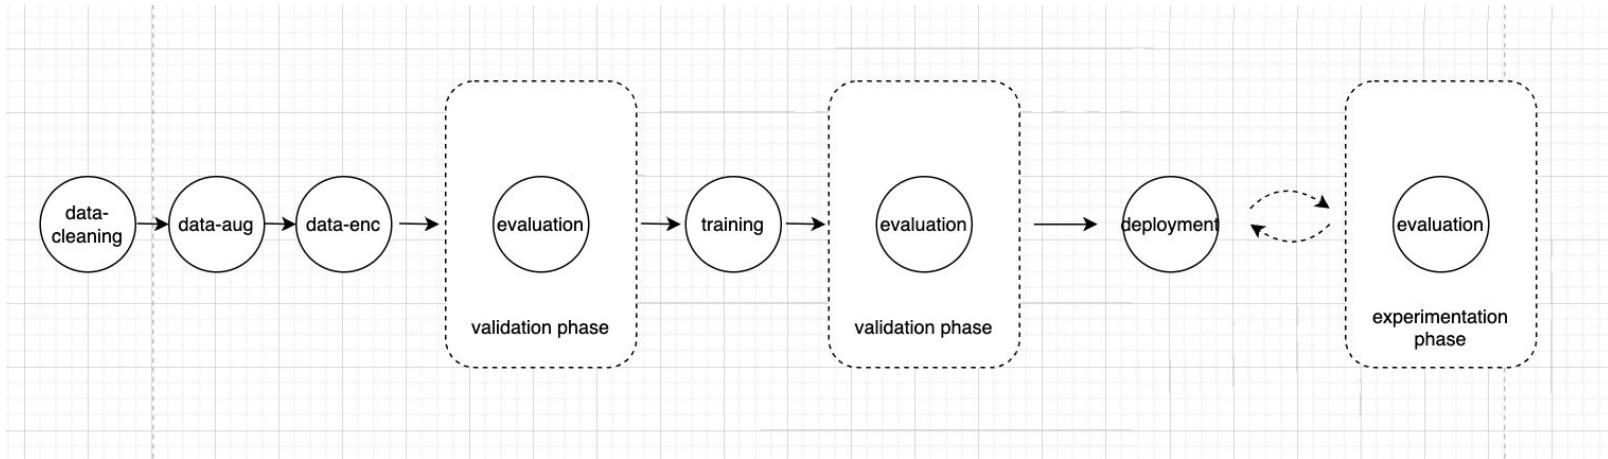 data-
cleaning
data-aug
data-enc
evaluation
validation phase
training
evaluation
validation phase
deployment
evaluation
experimentation
phase